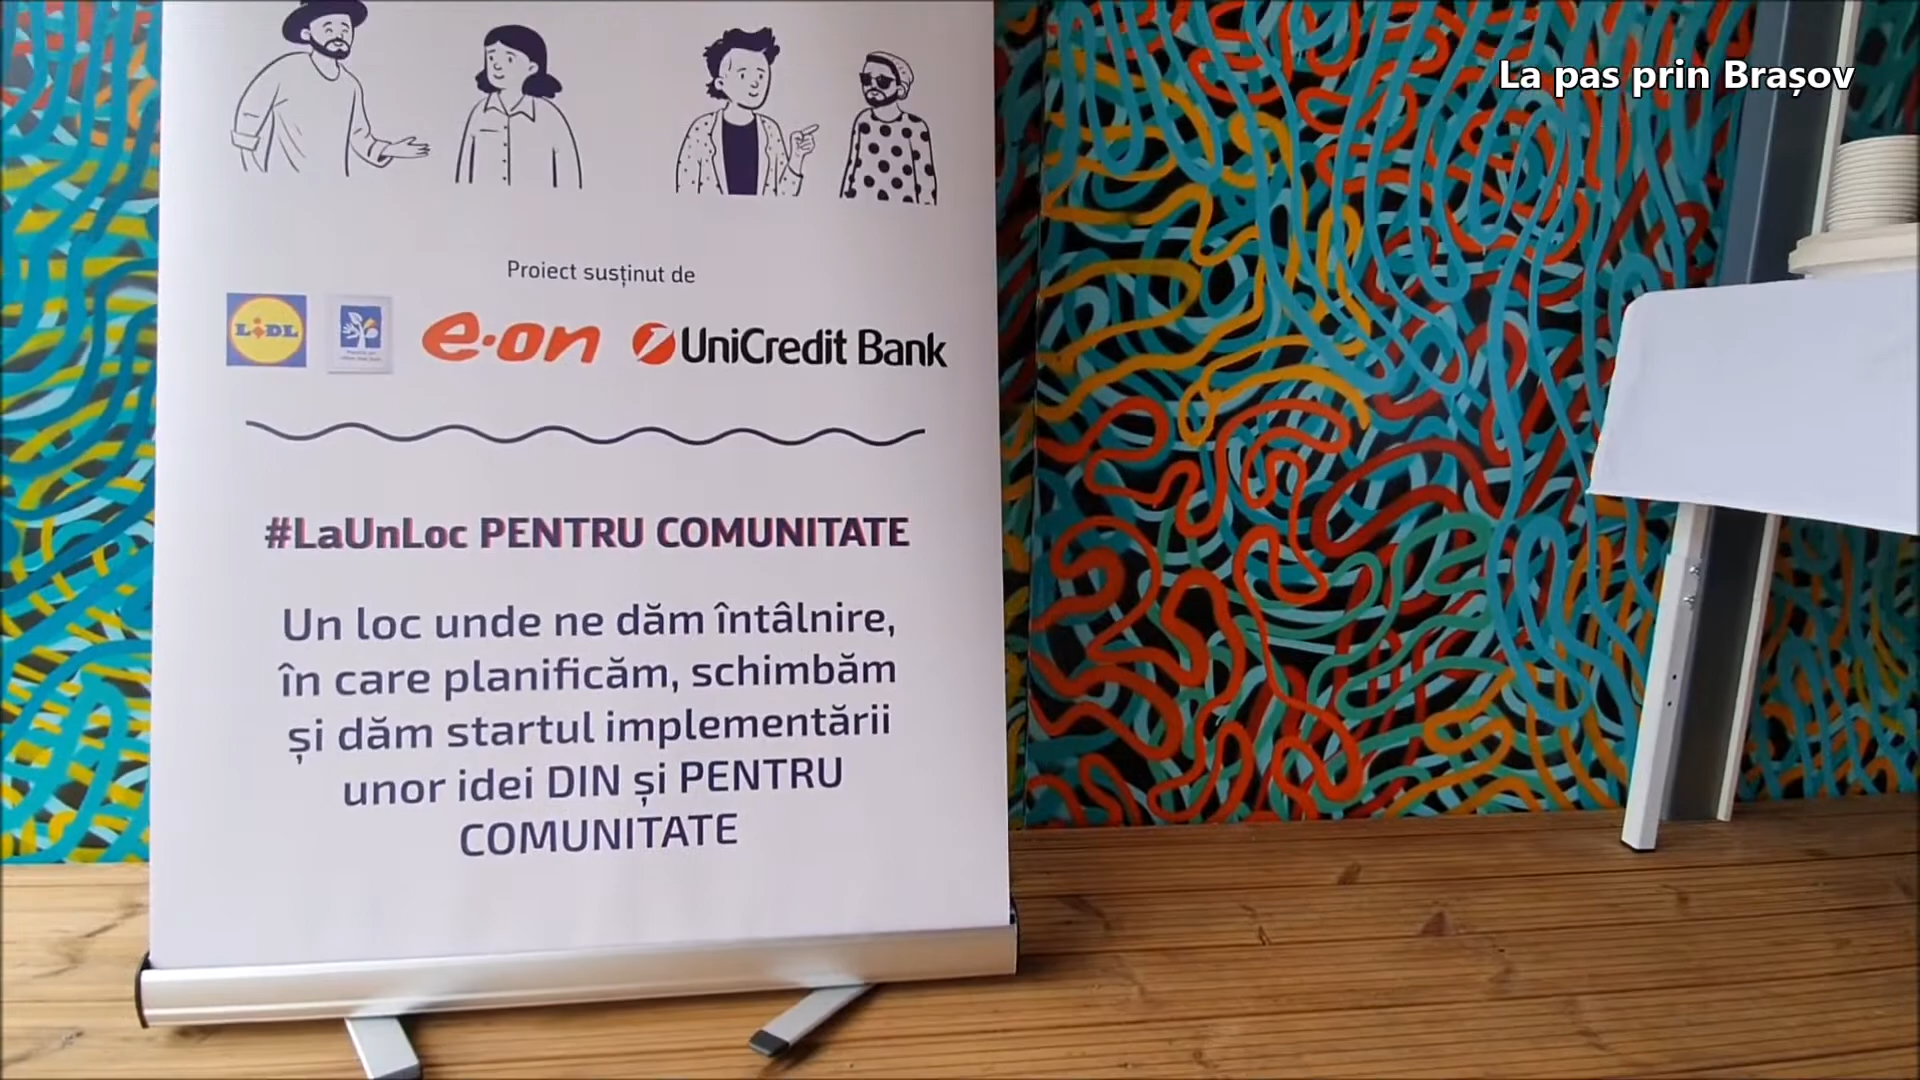 La pas prin Brașov
Proiect susținut de
LIDL
e·on
UniCredit Bank
#LaUnLoc PENTRU COMUNITATE
Un loc unde ne dăm întâlnire,
în care planificăm, schimbăm
și dăm startul implementării
unor idei DIN și PENTRU
COMUNITATE